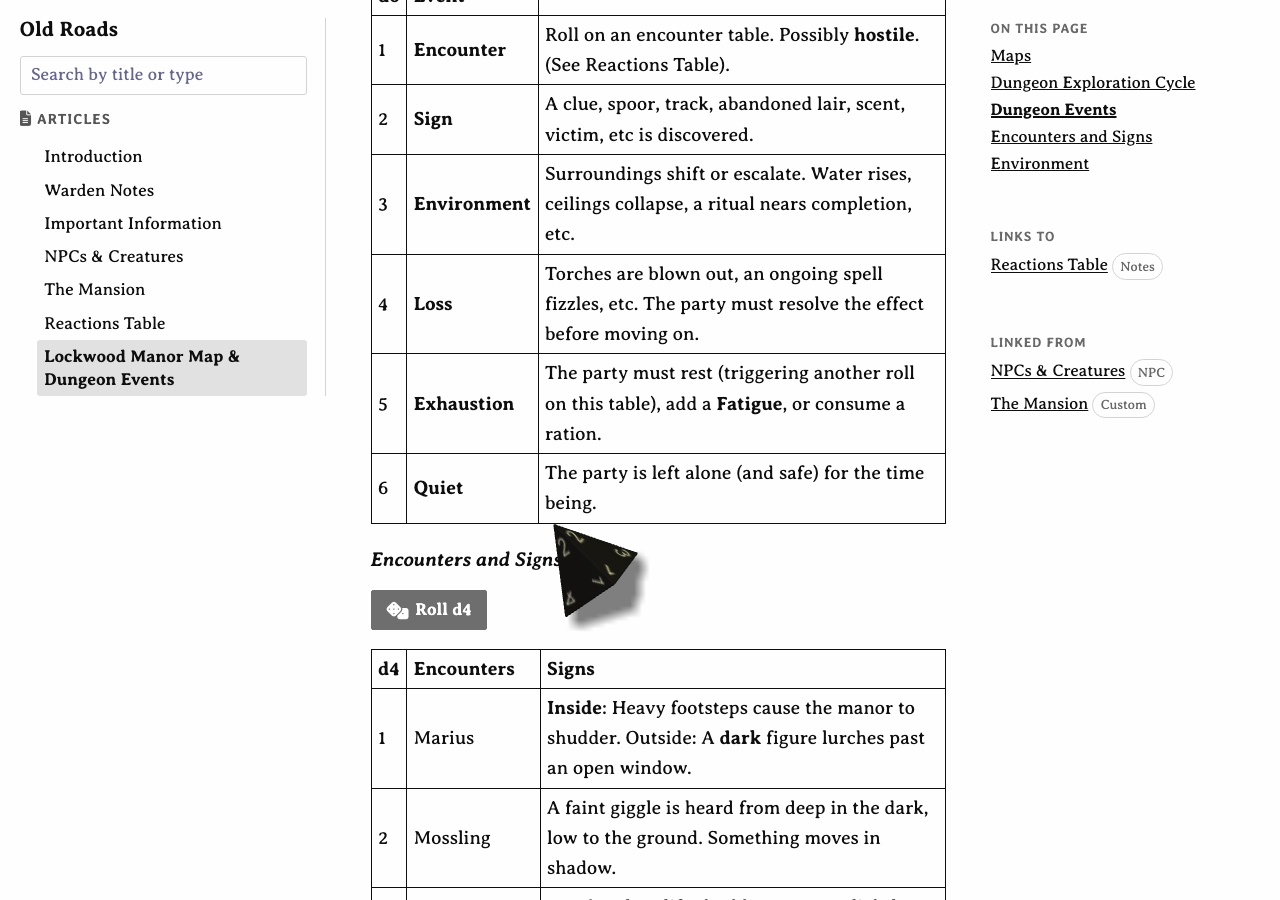 Old Roads
Search by title or type
ARTICLES
Introduction
Warden Notes
Important Information
NPCs & Creatures
The Mansion
Reactions Table
Lockwood Manor Map &
Dungeon Events
1 Encounter Roll on an encounter table. Possibly hostile.
(See Reactions Table).
2 Sign A clue, spoor, track, abandoned lair, scent,
victim, etc is discovered.
3 Environment Surroundings shift or escalate. Water rises,
ceilings collapse, a ritual nears completion,
etc.
4 Loss Torches are blown out, an ongoing spell
fizzles, etc. The party must resolve the effect
before moving on.
5 Exhaustion The party must rest (triggering another roll
on this table), add a Fatigue, or consume a
ration.
6 Quiet The party is left alone (and safe) for the time
being.
Encounters and Signs
Roll d4
d4 Encounters Signs
1 Marius Inside: Heavy footsteps cause the manor to
shudder. Outside: A dark figure lurches past
an open window.
2 Mossling A faint giggle is heard from deep in the dark,
low to the ground. Something moves in
shadow.
ON THIS PAGE
Maps
Dungeon Exploration Cycle
Dungeon Events
Encounters and Signs
Environment
LINKS TO
Reactions Table Notes
LINKED FROM
NPCs & Creatures NPC
The Mansion Custom